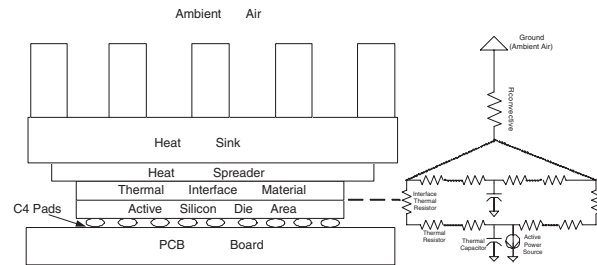 Ambient Air
Heat Sink
Heat Spreader
Thermal Interface Material
Active Silicon Die Area
C4 Pads
PCB Board
Ground
(Ambient Air)
Rconvective
Interface
Thermal
Resistor
Thermal
Resistor
Thermal
Capacitor
Active
Power
Source